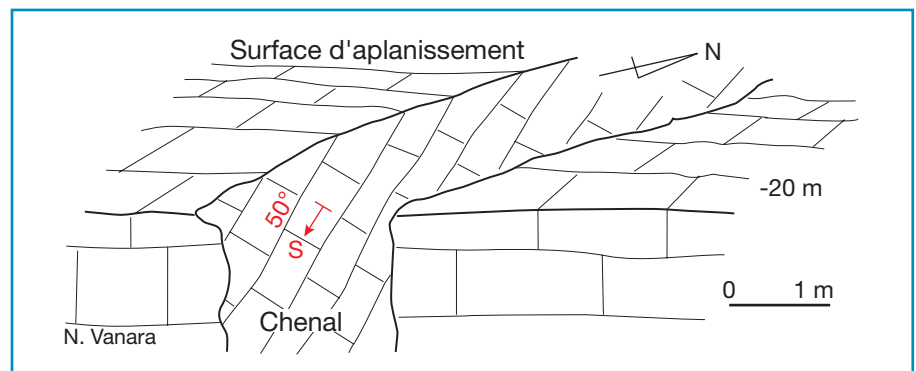 Surface d'aplanissement
N
50°
S
-20 m
0 1 m
Chenal
N. Vanara